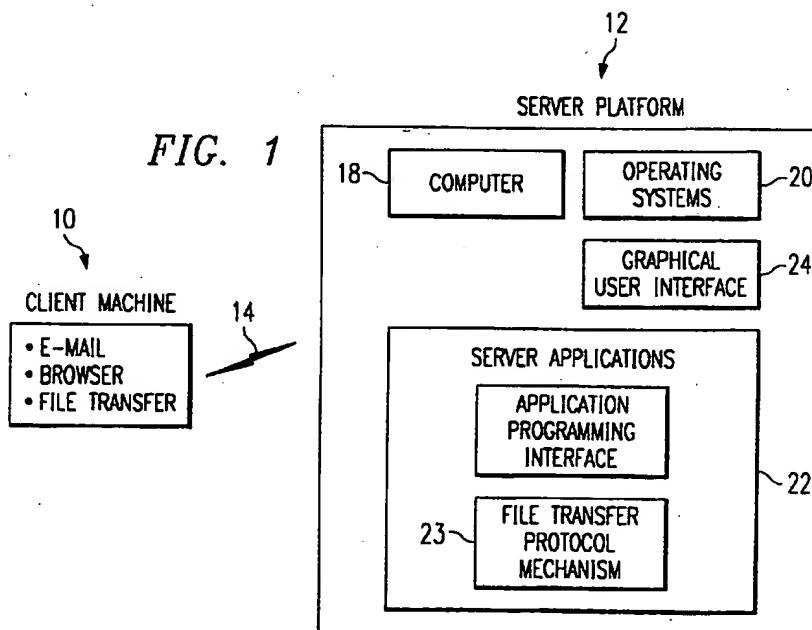 12
SERVER PLATFORM
FIG. 1
18
COMPUTER
OPERATING
SYSTEMS
20
10
24
GRAPHICAL
USER INTERFACE
CLIENT MACHINE
14
• E-MAIL
• BROWSER
• FILE TRANSFER
SERVER APPLICATIONS
APPLICATION
PROGRAMMING
INTERFACE
22
23
FILE TRANSFER
PROTOCOL
MECHANISM